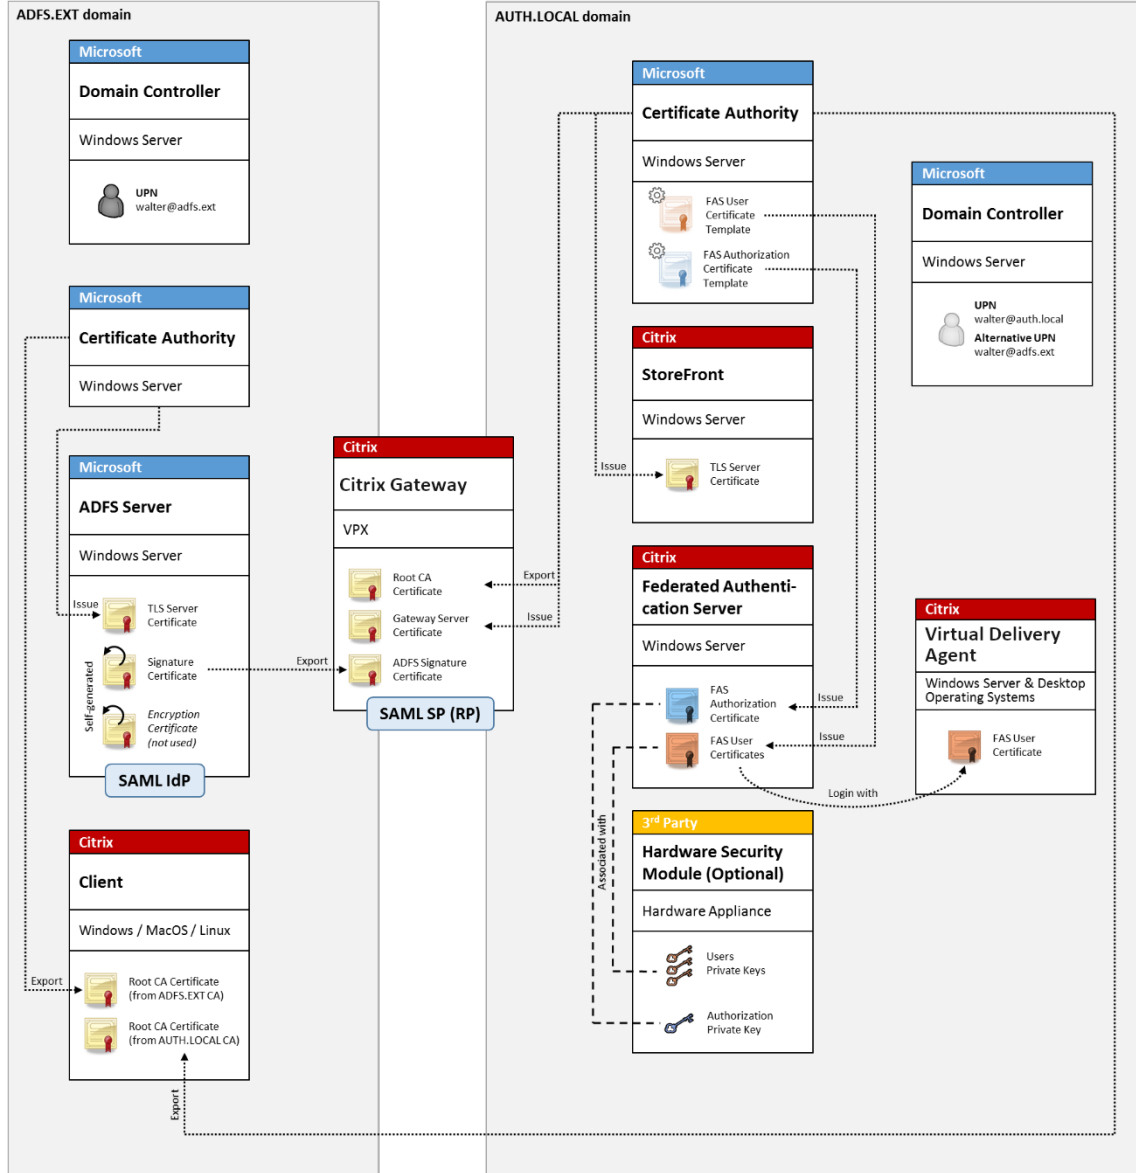 ADFS.EXT domain
Microsoft
Domain Controller
Windows Server
UPN
walter@adfs.ext
Microsoft
Certificate Authority
Windows Server
Microsoft
ADFS Server
Windows Server
Issue
TLS Server
Certificate
Self-generated
Signature
Certificate
Encryption
Certificate
(not used)
SAML IdP
Citrix
Client
Windows / MacOS / Linux
Export
Root CA Certificate
(from ADFS.EXT CA)
Root CA Certificate
(from AUTH.LOCAL CA)
Export
Citrix
Citrix Gateway
VPX
Root CA
Certificate
Export
Gateway Server
Certificate
Issue
Export
ADFS Signature
Certificate
SAML SP (RP)
AUTH.LOCAL domain
Microsoft
Certificate Authority
Windows Server
FAS User
Certificate
Template
FAS Authorization
Certificate
Template
Citrix
StoreFront
Windows Server
Issue
TLS Server
Certificate
Citrix
Federated Authenti-
cation Server
Windows Server
FAS
Authorization
Certificate
Issue
FAS User
Certificates
Issue
Login with
Associated with
3rd Party
Hardware Security
Module (Optional)
Hardware Appliance
Users
Private Keys
Authorization
Private Key
Microsoft
Domain Controller
Windows Server
UPN
walter@auth.local
Alternative UPN
walter@adfs.ext
Citrix
Virtual Delivery
Agent
Windows Server & Desktop
Operating Systems
FAS User
Certificate